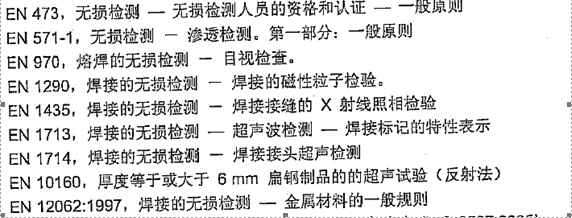 EN 473，无损检测 — 无损检测人员的资格和认证 — 一般原则
EN 571-1，无损检测 — 渗透检测。第一部分：一般原则
EN 970，熔焊的无损检测 — 目视检查。
EN 1290，焊接的无损检测 — 焊接的磁性粒子检验。
EN 1435，焊接的无损检测 — 焊接接缝的 X 射线照相检验
EN 1713，焊接的无损检测 — 超声波检测 — 焊接标记的特性表示
EN 1714，焊接的无损检测 — 焊接接头超声检测
EN 10160，厚度等于或大于 6 mm 扁钢制品的的超声试验（反射法）
EN 12062:1997，焊接的无损检测 — 金属材料的一般规则